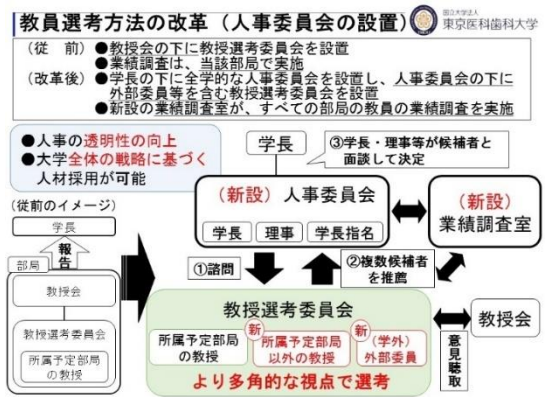 教員選考方法の改革（人事委員会の設置）
国立大学法人
東京医科歯科大学
（従　前）●教授会の下に教授選考委員会を設置
●業績調査は、当該部局で実施
（改革後）●学長の下に全学的な人事委員会を設置し、人事委員会の下に
外部委員等を含む教授選考委員会を設置
●新設の業績調査室が、すべての部局の教員の業績調査を実施
●人事の透明性の向上
●大学全体の戦略に基づく
人材採用が可能
学長
③学長・理事等が候補者と
面談して決定
（新設）人事委員会
学長
理事
学長指名
（新設）
業績調査室
（従前のイメージ）
学長
報告
部局
教授会
教授選考委員会
所属予定部局
の教授
①諮問
②複数候補者
を推薦
教授選考委員会
所属予定部局
の教授
新
所属予定部局
以外の教授
新
（学外）
外部委員
より多角的な視点で選考
教授会
意見
聴取